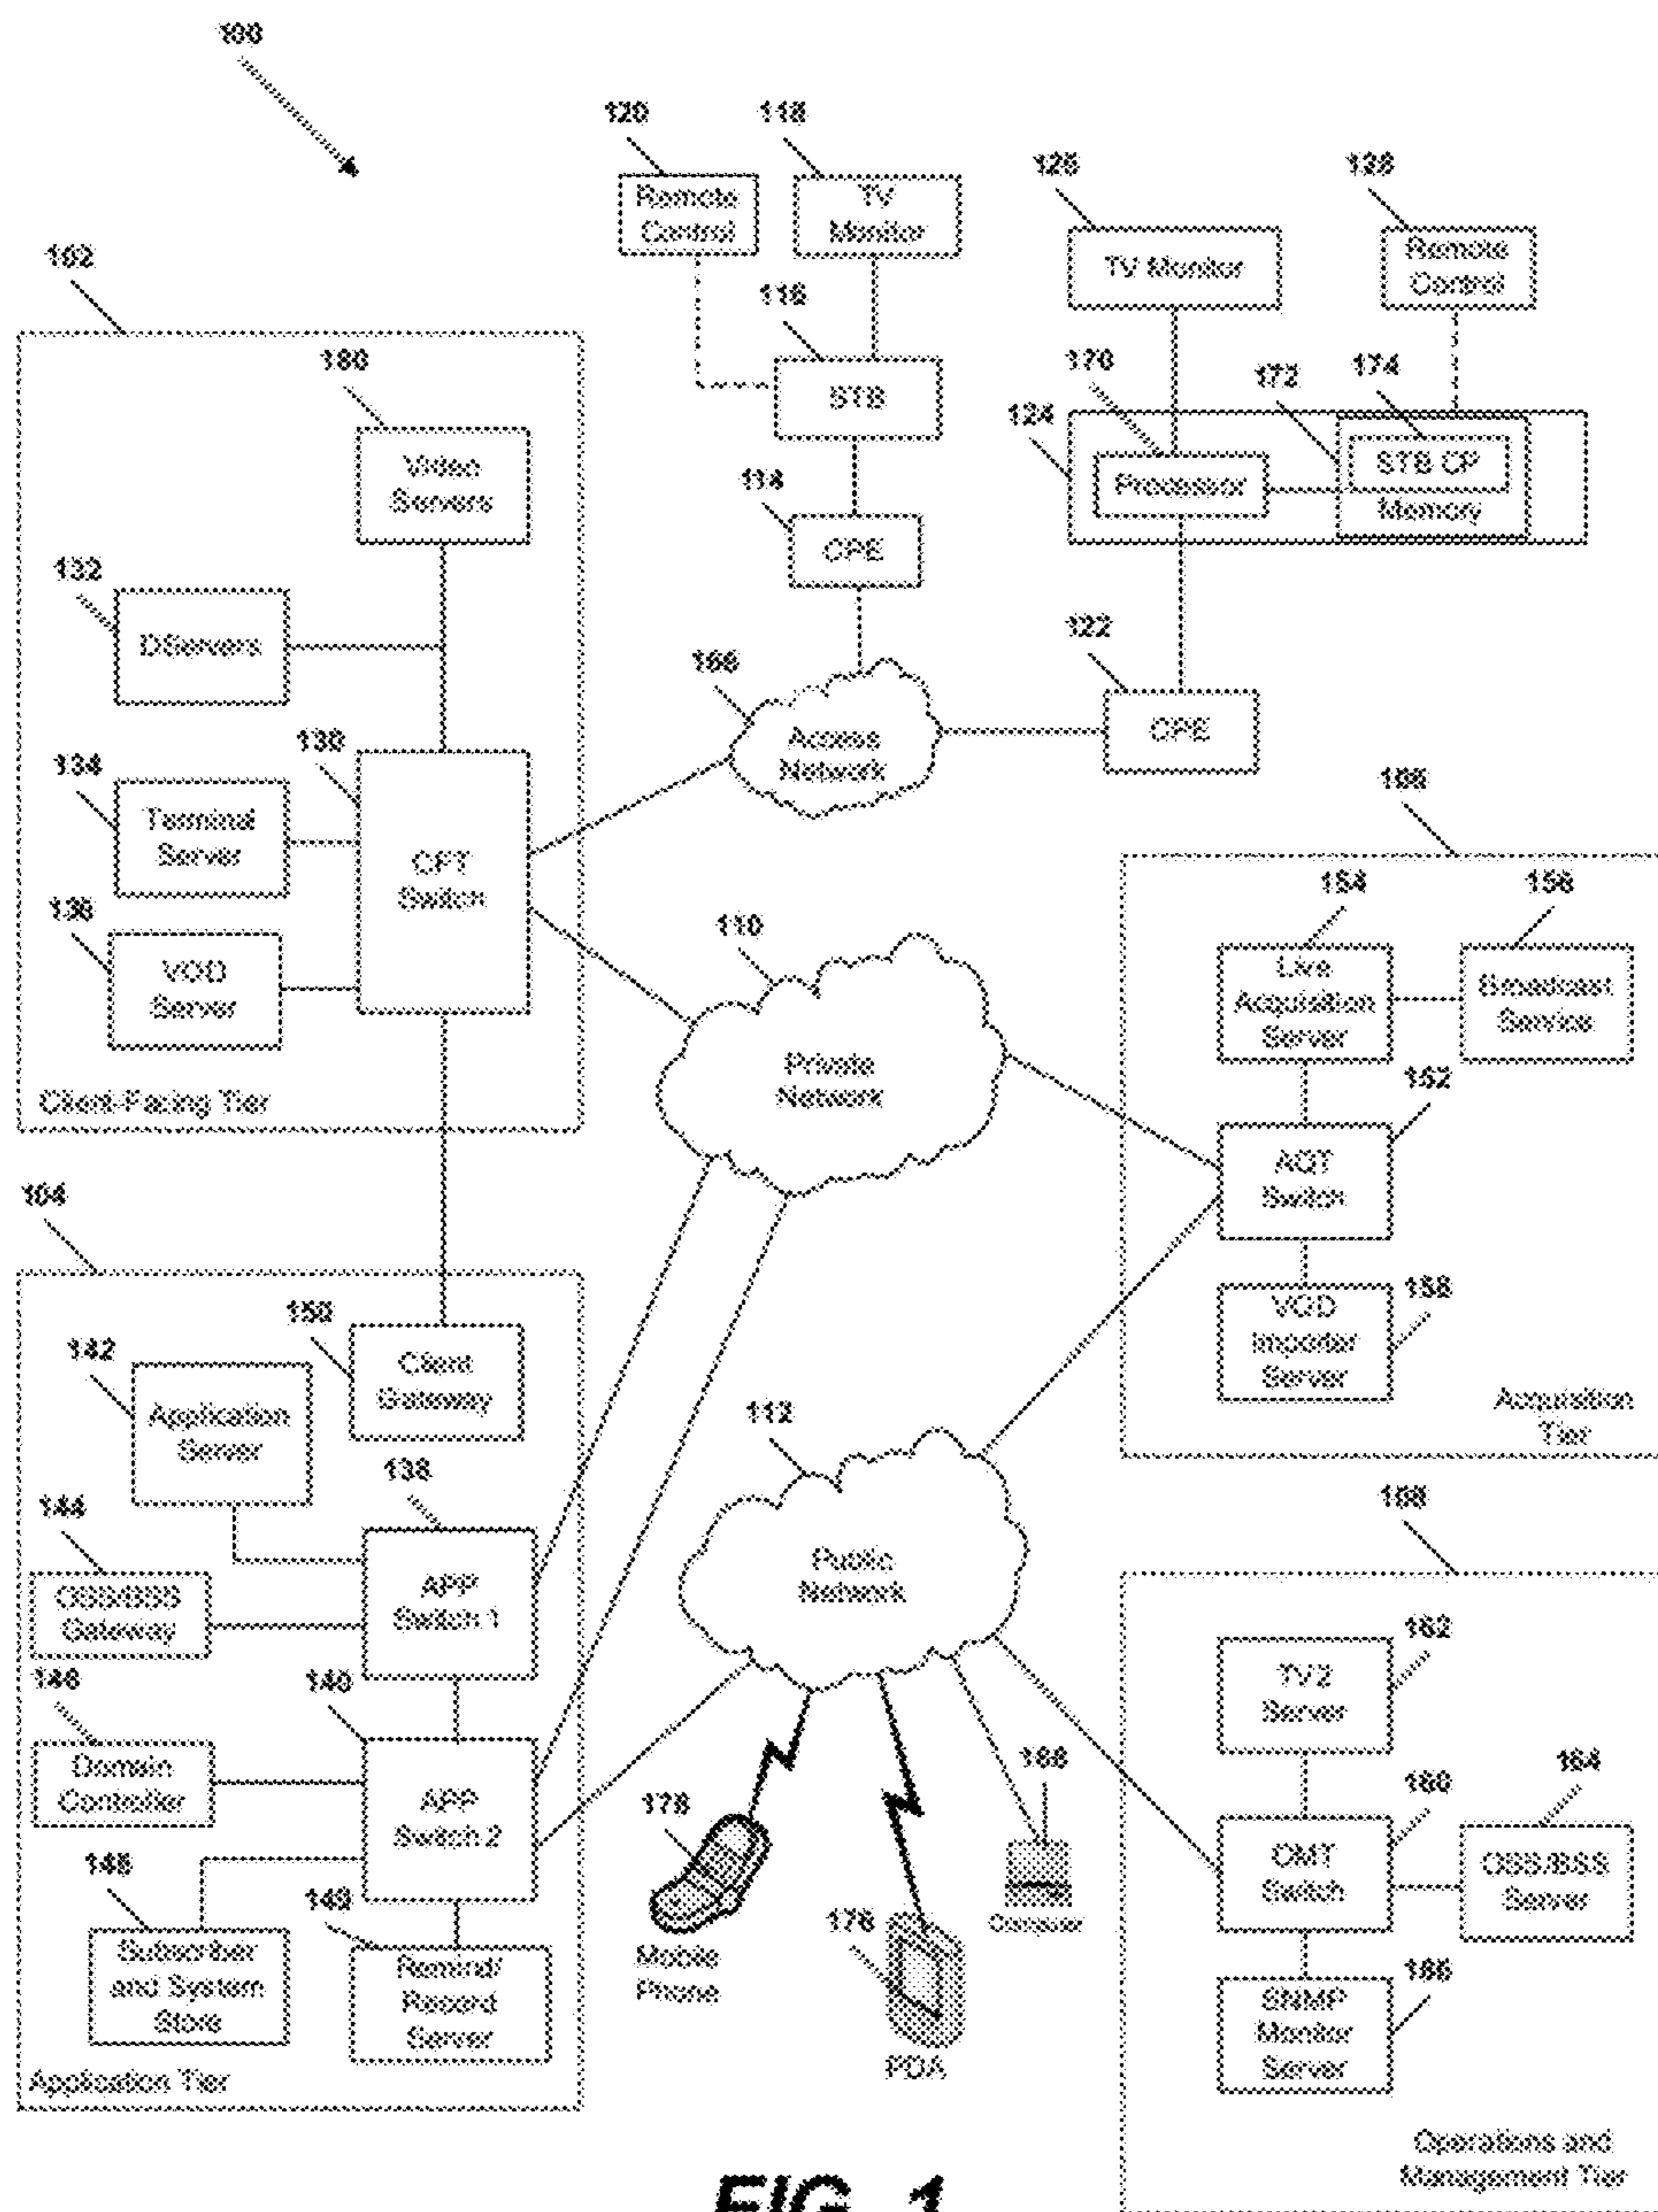 100
120
118
Remote
Control
TV
Monitor
126
128
TV Monitor
Remote
Control
102
116
STB
180
Video
Servers
170
172
174
124
Processor
STB CP
Memory
114
CPE
132
DServers
122
CPE
166
Access
Network
130
CFT
Switch
134
Terminal
Server
136
VOD
Server
Client-Facing Tier
106
154
156
Live
Acquisition
Server
Broadcast
Service
110
Private
Network
152
AQT
Switch
158
VOD
Importer
Server
Acquisition
Tier
104
150
Client
Gateway
142
Application
Server
138
APP
Switch 1
144
OSS/BSS
Gateway
146
Domain
Controller
140
APP
Switch 2
148
Subscriber
and System
Store
149
Remind/
Record
Server
Application Tier
112
Public
Network
178
Mobile
Phone
176
PDA
Computer
108
162
TV2
Server
160
OMT
Switch
164
OSS/BSS
Server
SNMP
Monitor
Server
Operations and
Management Tier
FIG. 1